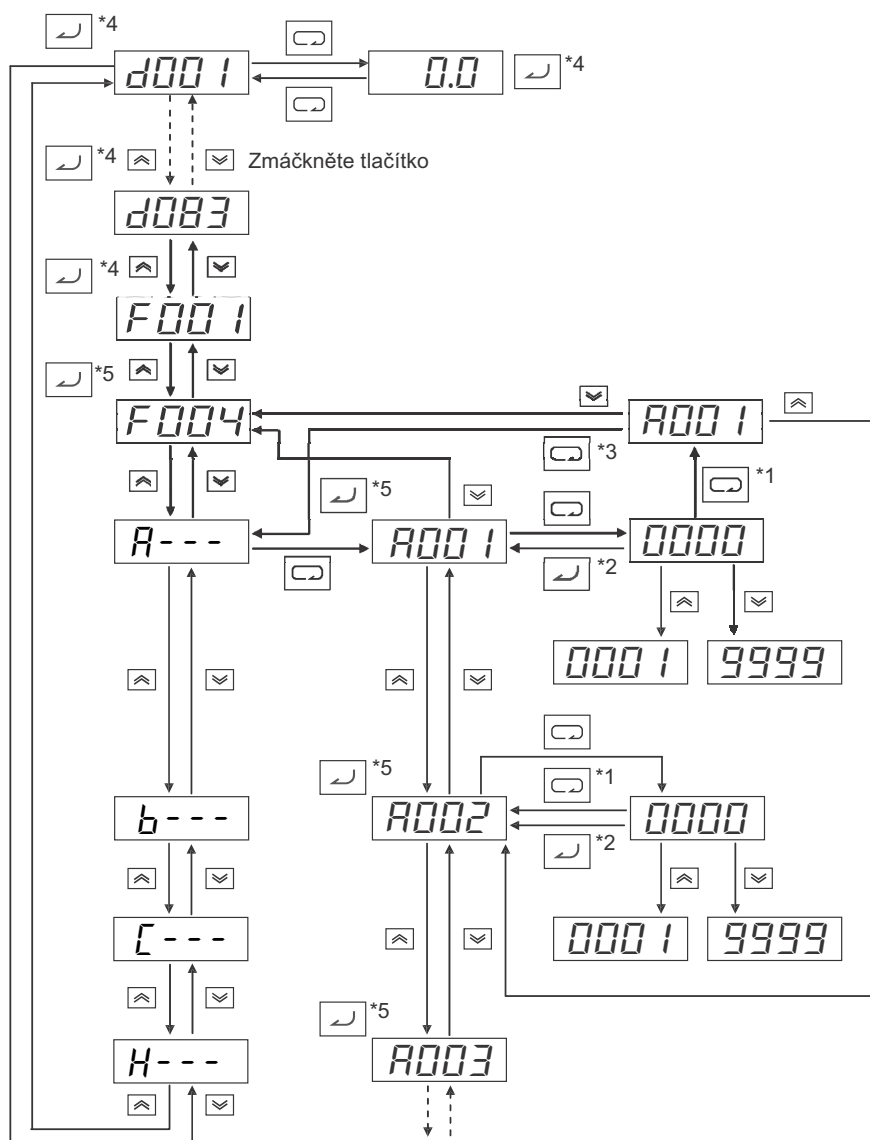 *4
d001
0.0
*4
*4
Zmáčkněte tlačítko
d083
*4
F001
*5
F004
A001
*3
*1
*5
A---
A001
0000
*2
0001
9999
*5
*1
b---
A002
0000
*2
C---
0001
9999
*5
H---
A003